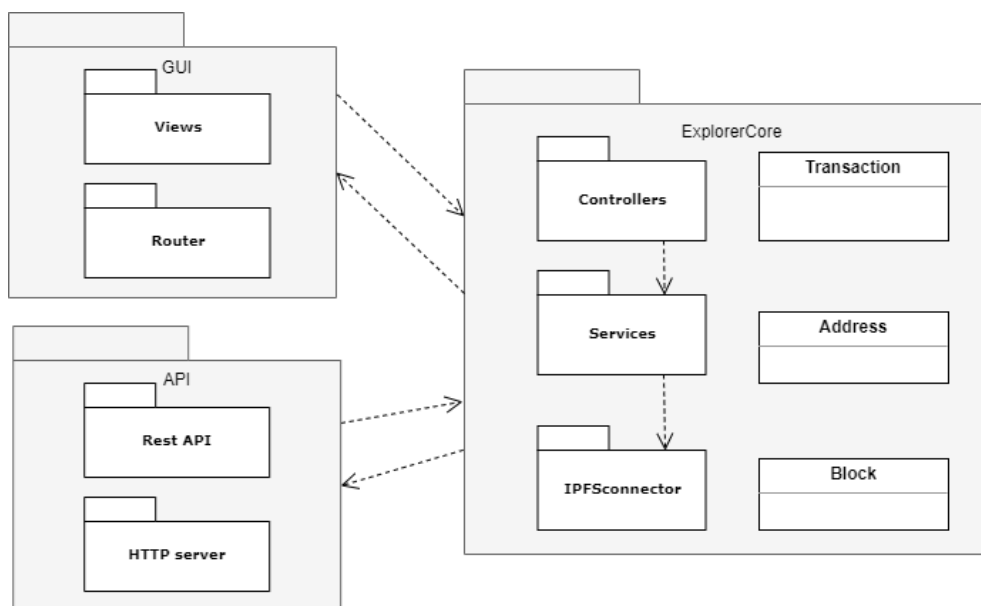 GUI
Views
Router
API
Rest API
HTTP server
ExplorerCore
Controllers
Services
IPFSconnector
Transaction
Address
Block